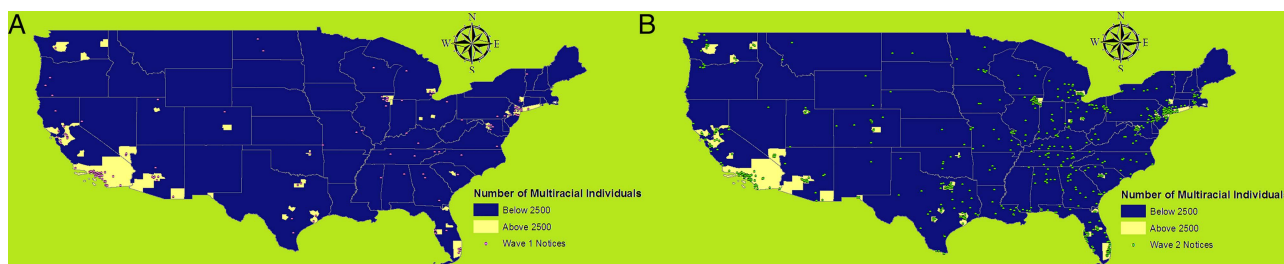 A
N
W E
S
Number of Multiracial Individuals
Below 2500
Above 2500
Wave 1 Notices
B
N
W E
S
Number of Multiracial Individuals
Below 2500
Above 2500
Wave 2 Notices